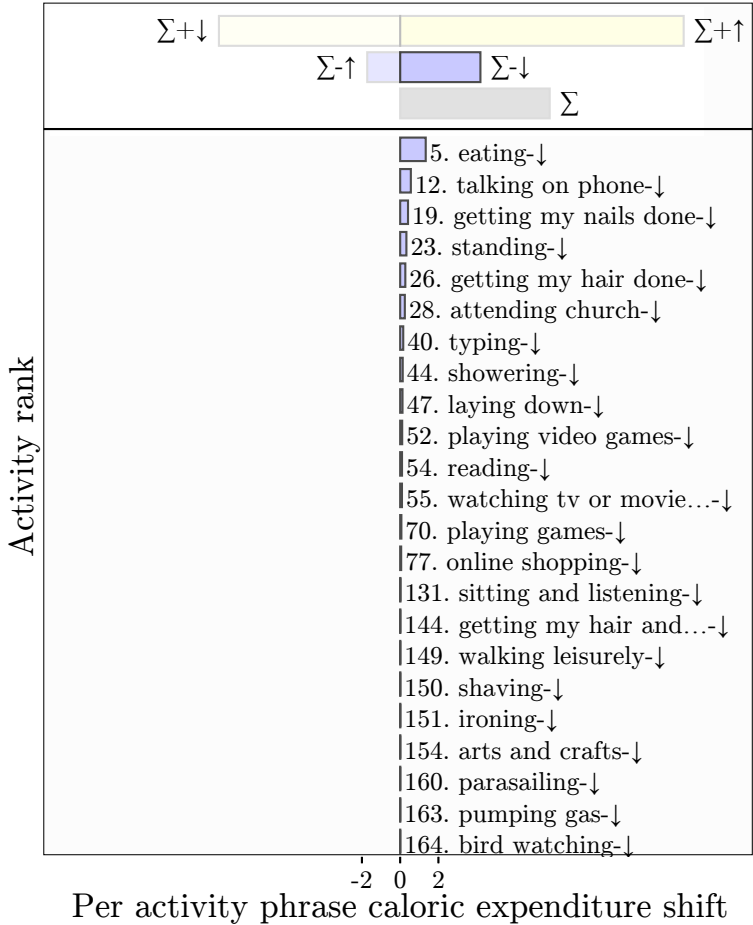 ∑+↓ ∑+↑
∑-↑ ∑-↓
∑
5. eating-↓
12. talking on phone-↓
19. getting my nails done-↓
23. standing-↓
26. getting my hair done-↓
28. attending church-↓
40. typing-↓
44. showering-↓
47. laying down-↓
52. playing video games-↓
54. reading-↓
55. watching tv or movie...-↓
70. playing games-↓
77. online shopping-↓
131. sitting and listening-↓
144. getting my hair and...-↓
149. walking leisurely-↓
150. shaving-↓
151. ironing-↓
154. arts and crafts-↓
160. parasailing-↓
163. pumping gas-↓
164. bird watching-↓
Activity rank
-2 0 2
Per activity phrase caloric expenditure shift